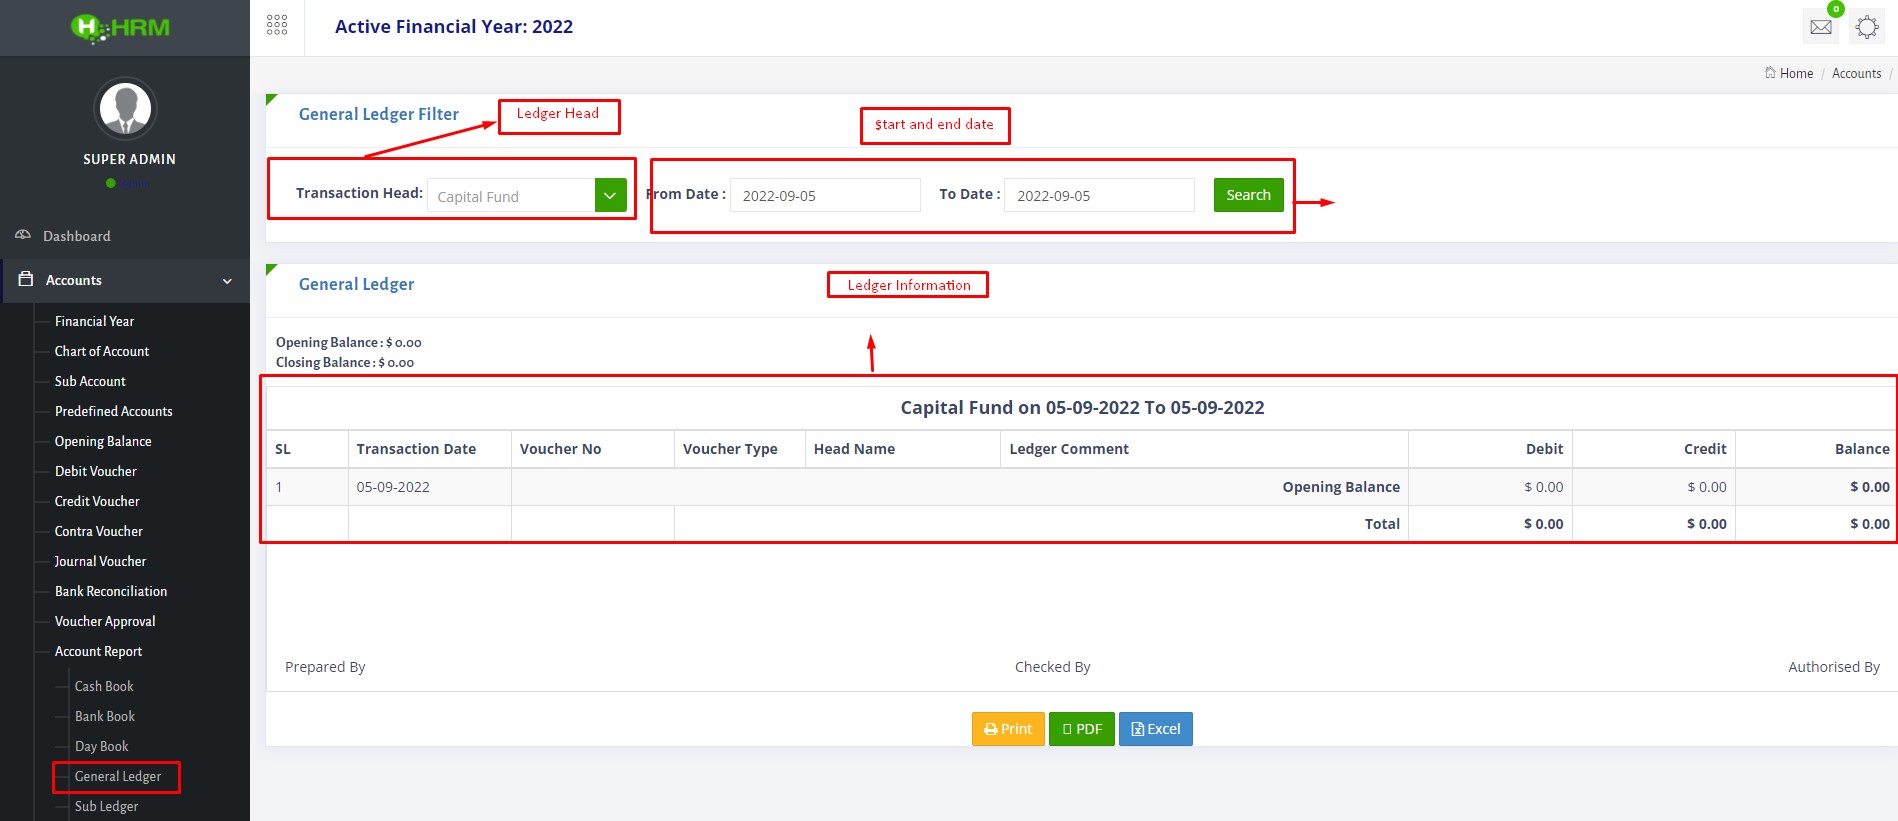 HRM
Active Financial Year: 2022
0
SUPER ADMIN
Home / Accounts /
General Ledger Filter
Ledger Head
Start and end date
Transaction Head: Capital Fund
From Date : 2022-09-05
To Date : 2022-09-05
Search
Dashboard
Accounts
Financial Year
Chart of Account
Sub Account
Predefined Accounts
Opening Balance
Debit Voucher
Credit Voucher
Contra Voucher
Journal Voucher
Bank Reconciliation
Voucher Approval
Account Report
Cash Book
Bank Book
Day Book
General Ledger
Sub Ledger
General Ledger
Ledger Information
Opening Balance : $ 0.00
Closing Balance : $ 0.00
Capital Fund on 05-09-2022 To 05-09-2022
SL Transaction Date Voucher No Voucher Type Head Name Ledger Comment Debit Credit Balance
1 05-09-2022 Opening Balance $ 0.00 $ 0.00 $ 0.00
Total $ 0.00 $ 0.00 $ 0.00
Prepared By Checked By Authorised By
Print PDF Excel